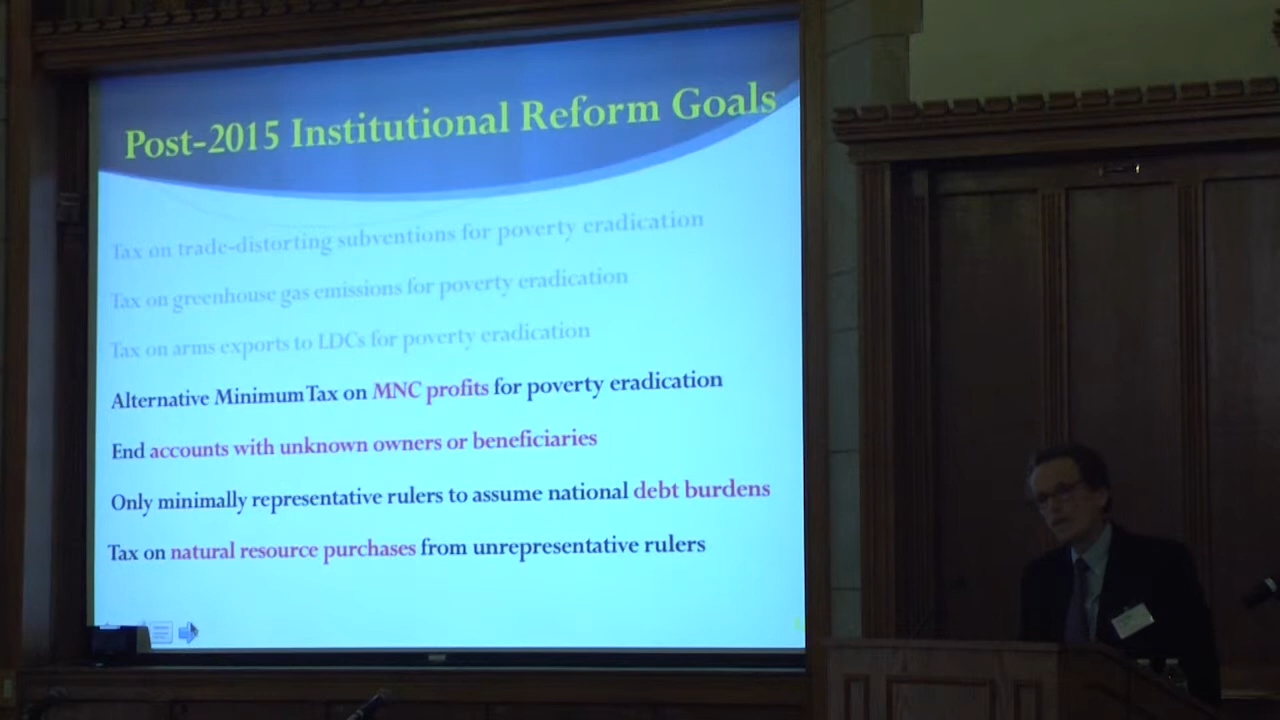 Post-2015 Institutional Reform Goals
Tax on trade-distorting subventions for poverty eradication
Tax on greenhouse gas emissions for poverty eradication
Tax on arms exports to LDCs for poverty eradication
Alternative Minimum Tax on MNC profits for poverty eradication
End accounts with unknown owners or beneficiaries
Only minimally representative rulers to assume national debt burdens
Tax on natural resource purchases from unrepresentative rulers